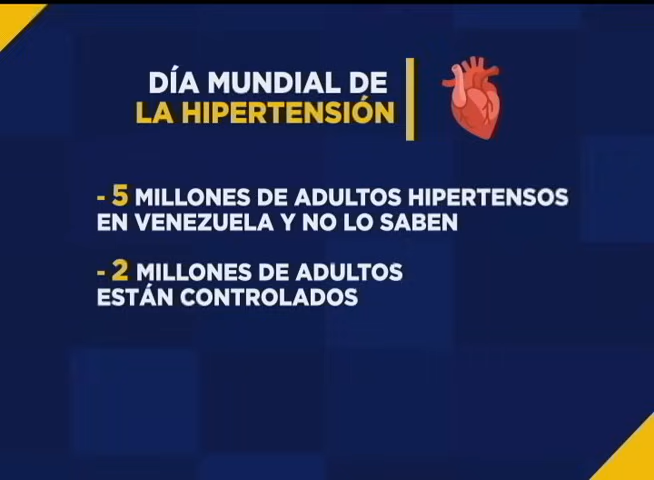 DÍA MUNDIAL DE
LA HIPERTENSIÓN
- 5 MILLONES DE ADULTOS HIPERTENSOS
EN VENEZUELA Y NO LO SABEN
- 2 MILLONES DE ADULTOS
ESTÁN CONTROLADOS